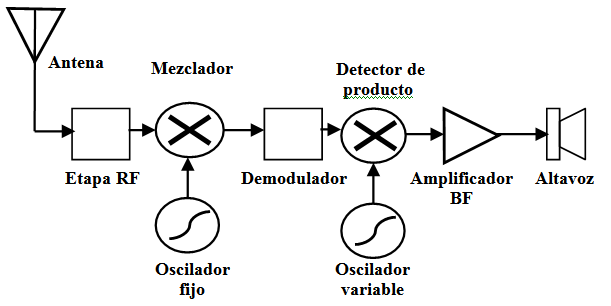 Antena
Mezclador
Detector de
producto
Etapa RF
Demodulador
Amplificador
BF
Altavoz
Oscilador
fijo
Oscilador
variable